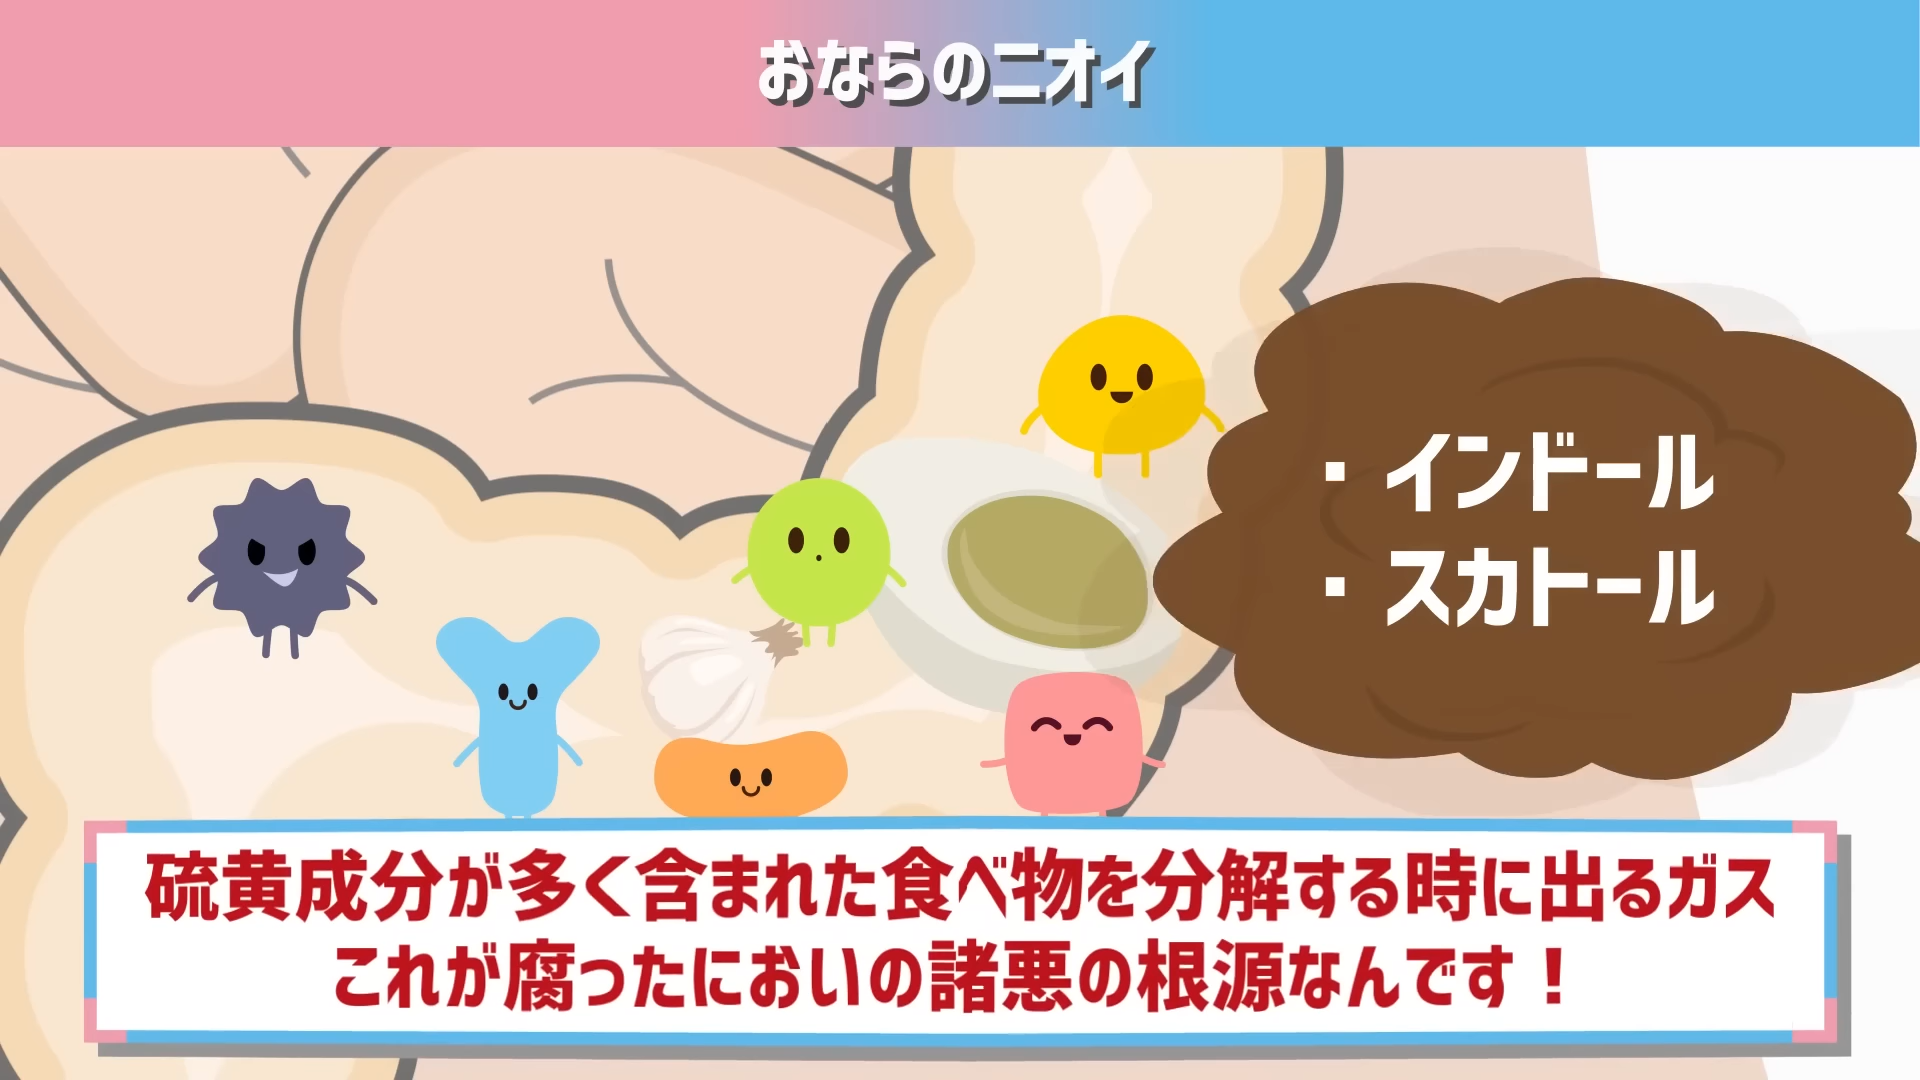 おならのニオイ
・インドール
・スカトール
硫黄成分が多く含まれた食べ物を分解する時に出るガス
これが腐ったにおいの諸悪の根源なんです！